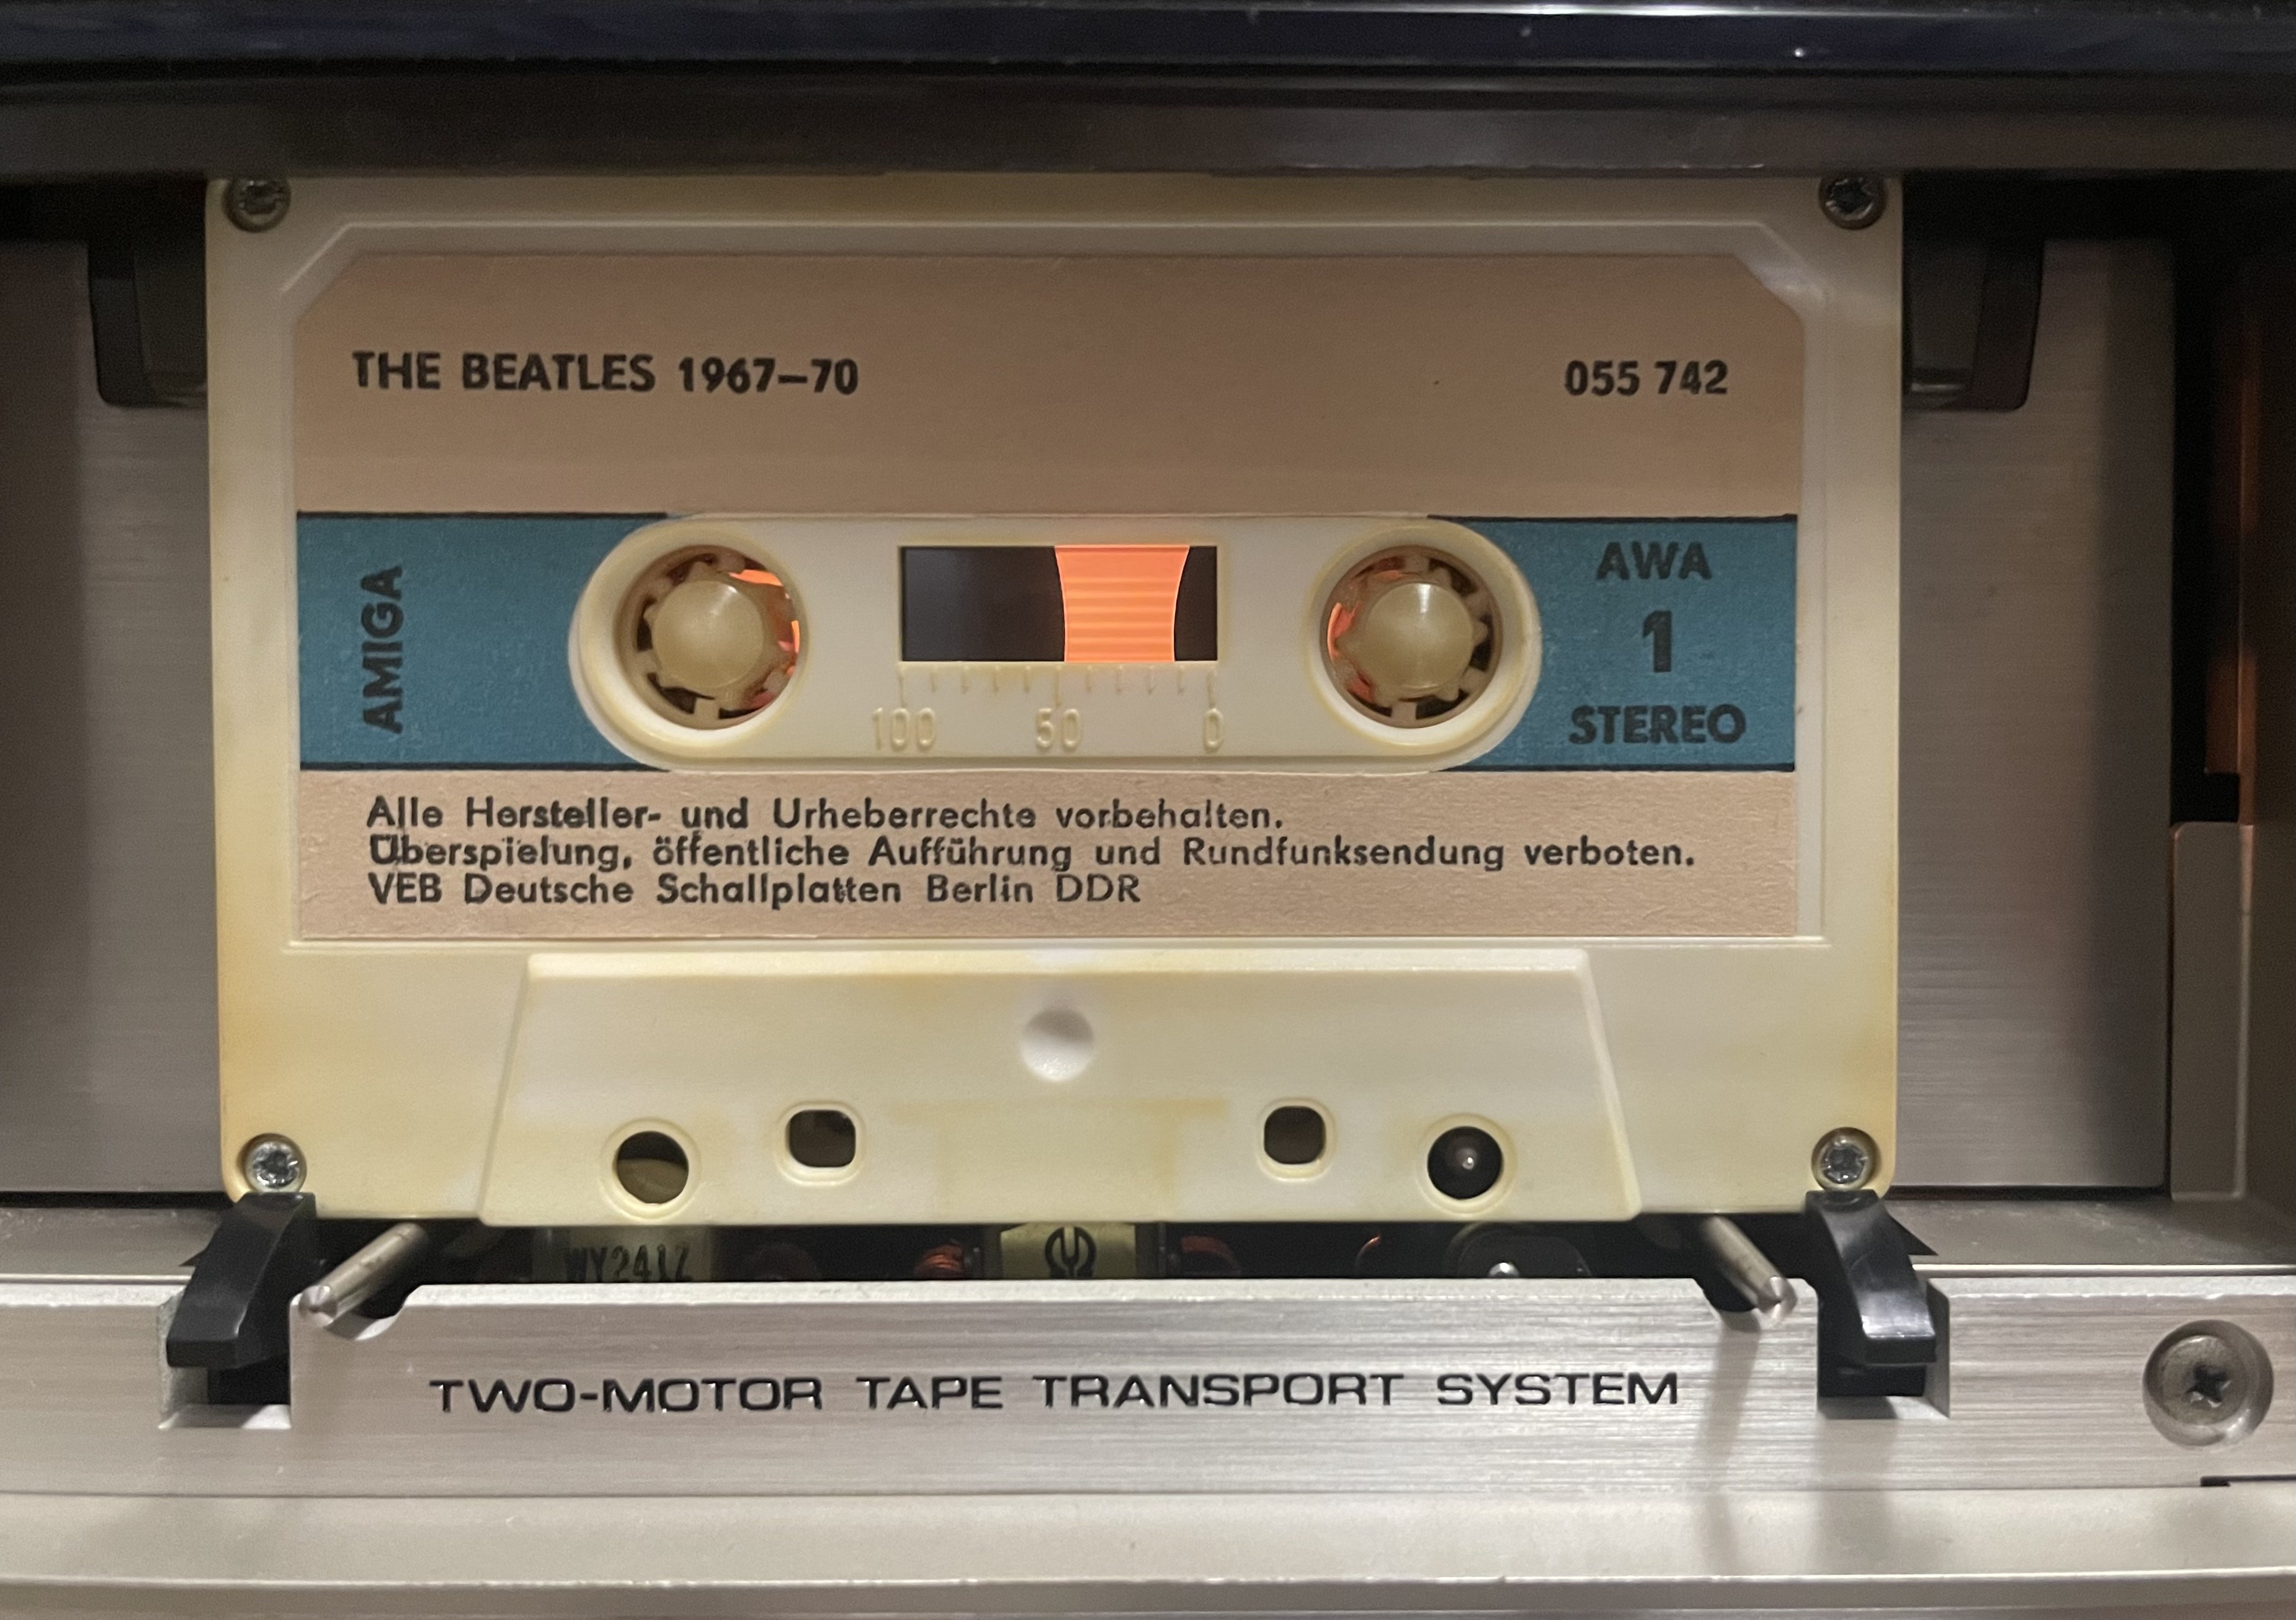 THE BEATLES 1967–70
055 742
AMIGA
AWA
1
STEREO
100 50 0
Alle Hersteller- und Urheberrechte vorbehalten.
Überspielung, öffentliche Aufführung und Rundfunksendung verboten.
VEB Deutsche Schallplatten Berlin DDR
WY241Z
TWO-MOTOR TAPE TRANSPORT SYSTEM